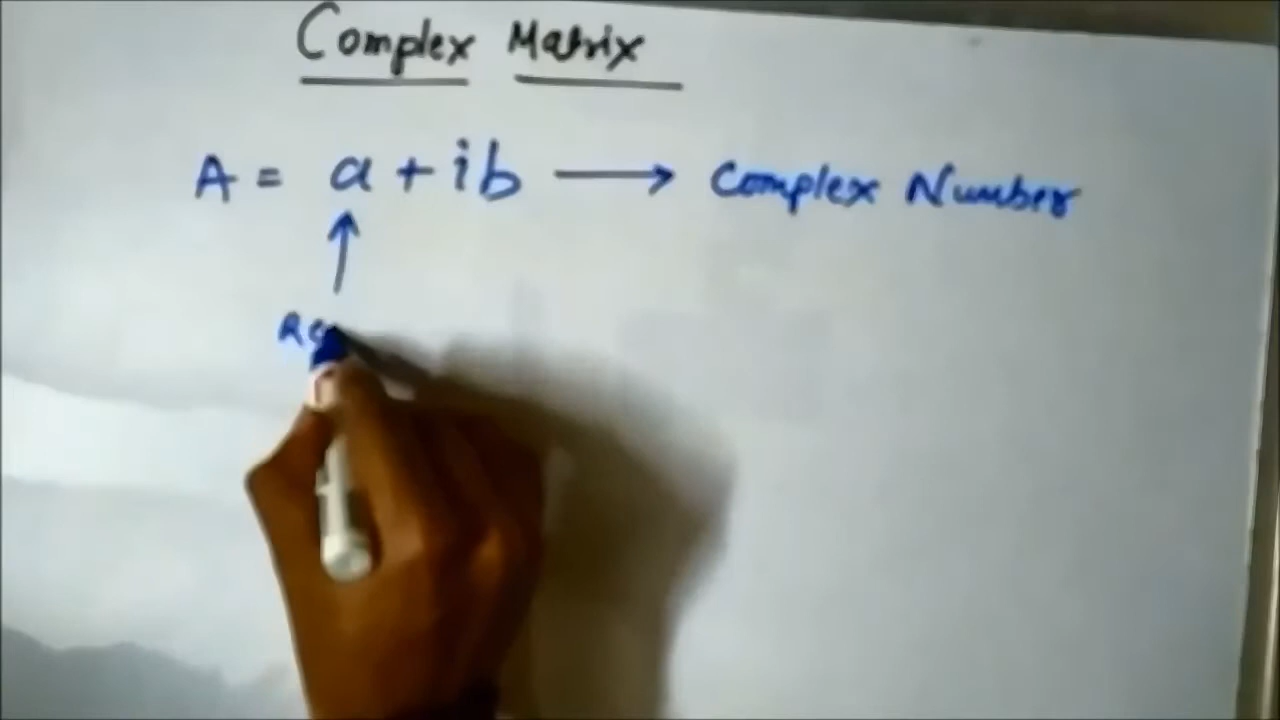 Complex Matrix
A = a + ib ⟶ Complex Number
↑